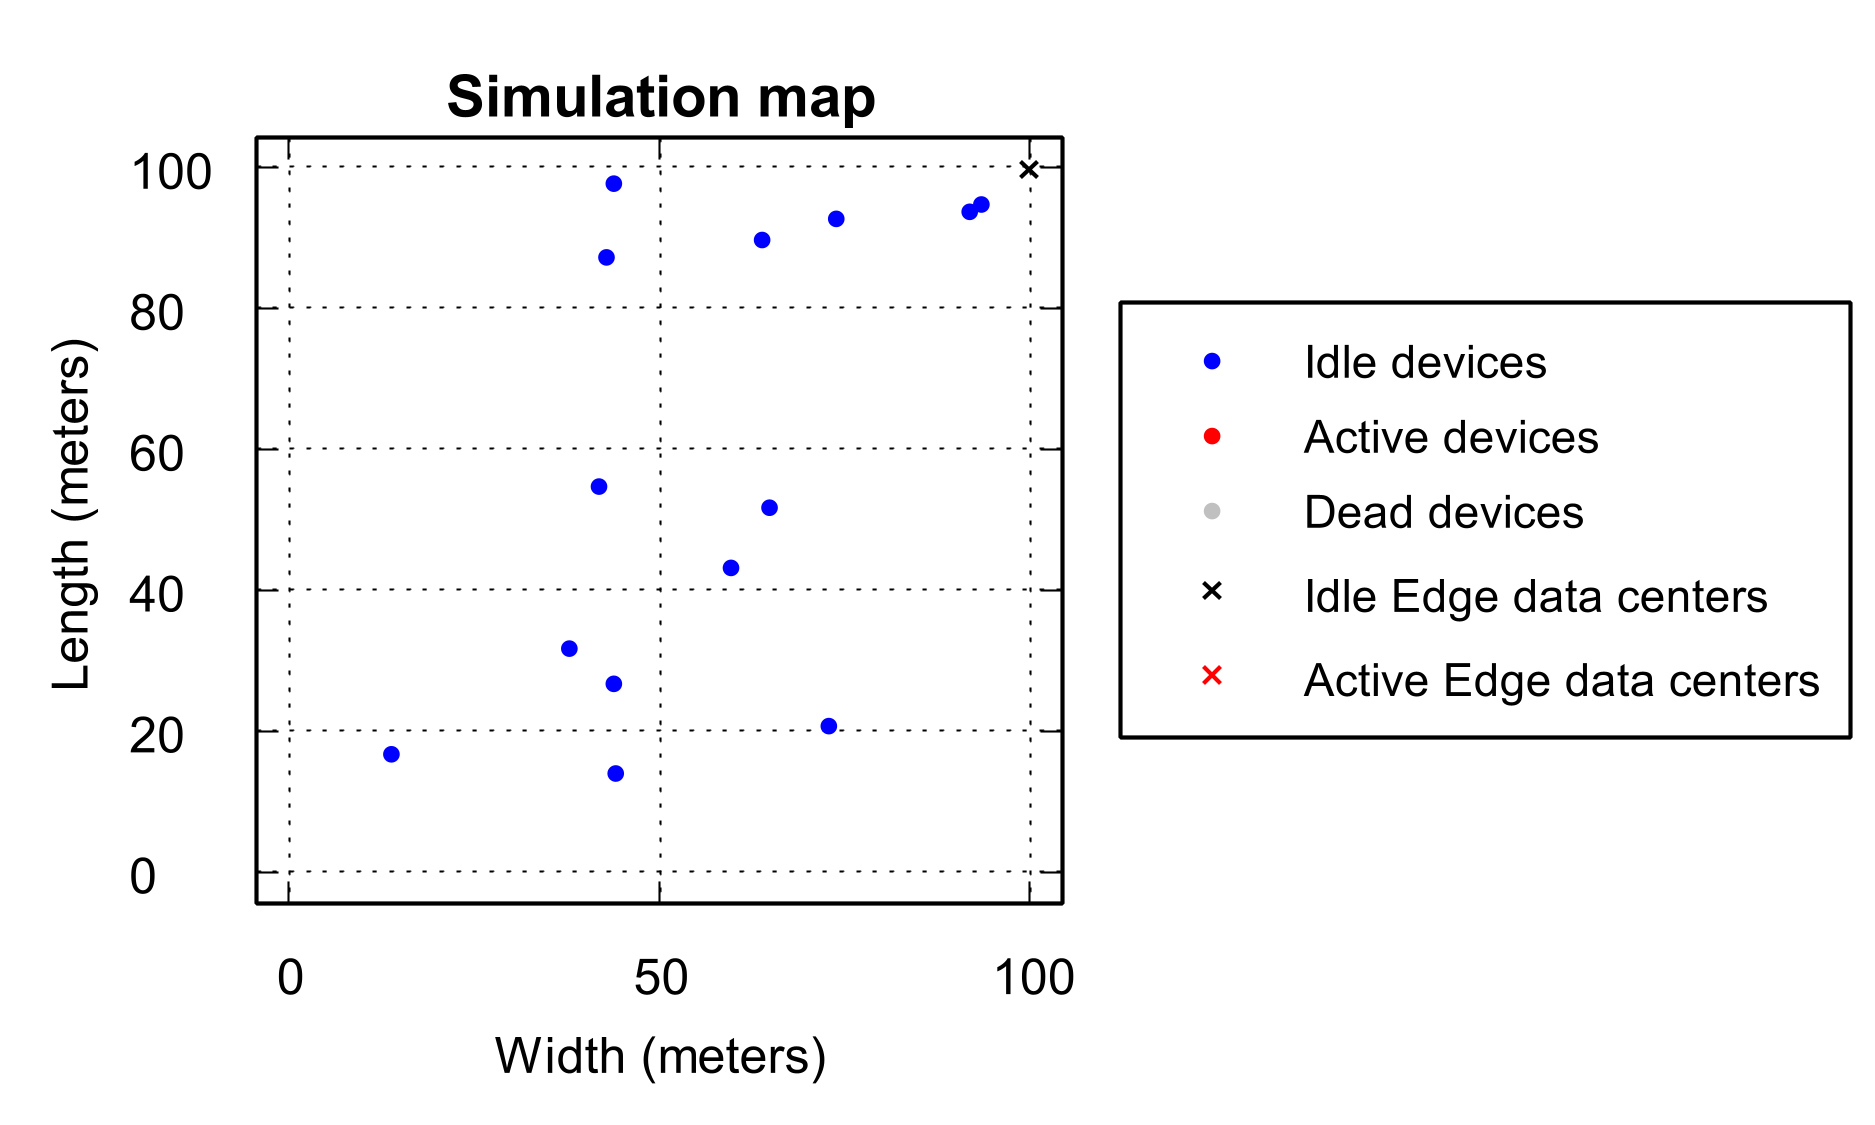 Simulation map
100
80
60
40
20
0
Length (meters)
0 50 100
Width (meters)
Idle devices
Active devices
Dead devices
Idle Edge data centers
Active Edge data centers